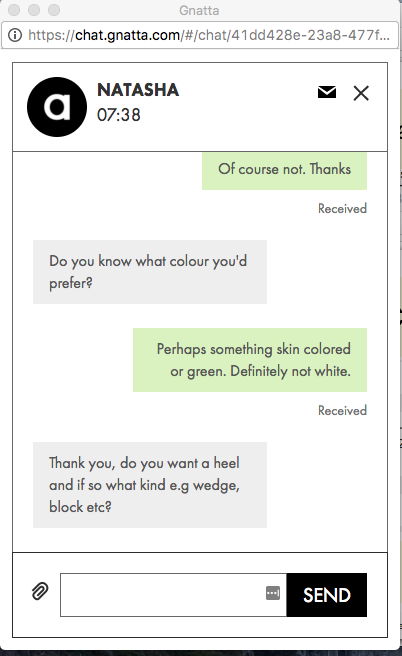 Gnatta
https://chat.gnatta.com/#/chat/41dd428e-23a8-477f...
a
NATASHA
07:38
Of course not. Thanks
Received
Do you know what colour you'd
prefer?
Perhaps something skin colored
or green. Definitely not white.
Received
Thank you, do you want a heel
and if so what kind e.g wedge,
block etc?
SEND